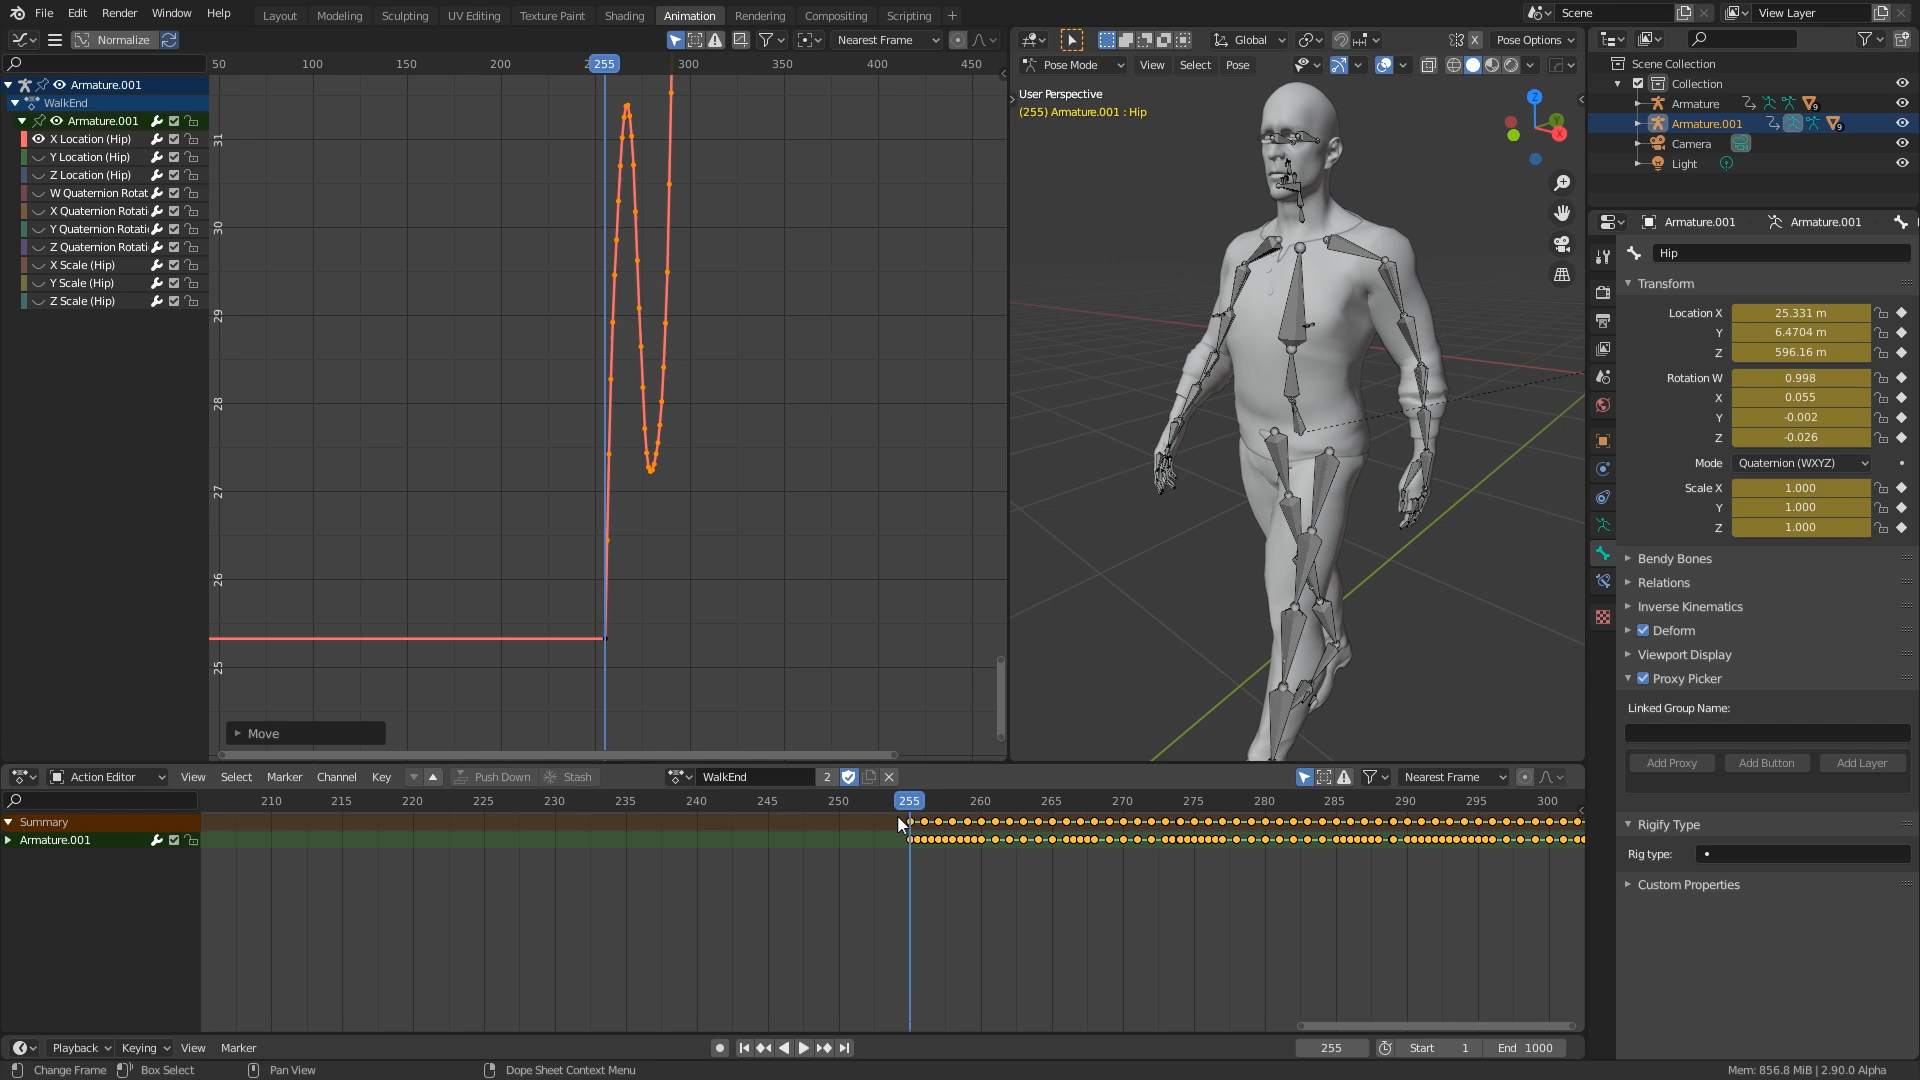 File Edit Render Window Help Layout Modeling Sculpting UV Editing Texture Paint Shading Animation Rendering Compositing Scripting + Scene View Layer
Normalize Nearest Frame Global X Pose Options
50 100 150 200 2 255 300 350 400 450 Pose Mode View Select Pose Scene Collection
Armature.001 User Perspective Collection
WalkEnd (255) Armature.001 : Hip Armature 9
Armature.001 Z Y X Armature.001 9
X Location (Hip) 31 Camera
Y Location (Hip) Light
Z Location (Hip)
W Quaternion Rotat
X Quaternion Rotati
Y Quaternion Rotati 30 Armature.001 Armature.001
Z Quaternion Rotati Hip
X Scale (Hip) Transform
Y Scale (Hip)
Z Scale (Hip)
29 Location X 25.331 m
Y 6.4704 m
Z 596.16 m
Rotation W 0.998
28 X 0.055
Y -0.002
Z -0.026
Mode Quaternion (WXYZ)
27 Scale X 1.000
Y 1.000
Z 1.000
Bendy Bones
26 Relations
Inverse Kinematics
Deform
25 Viewport Display
Proxy Picker
Linked Group Name:
Move
Add Proxy Add Button Add Layer
Action Editor View Select Marker Channel Key Push Down Stash WalkEnd 2 Nearest Frame
210 215 220 225 230 235 240 245 250 255 260 265 270 275 280 285 290 295 300
Summary Rigify Type
Armature.001 Rig type:
Custom Properties
Playback Keying View Marker 255 Start 1 End 1000
Change Frame Box Select Pan View Dope Sheet Context Menu Mem: 856.8 MiB | 2.90.0 Alpha